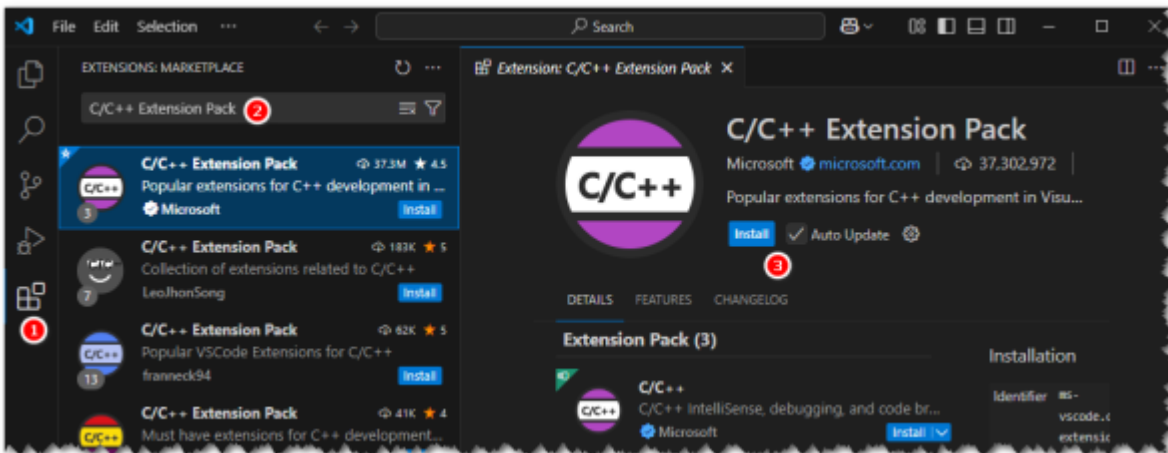 File Edit Selection ···
Search
EXTENSIONS: MARKETPLACE
C/C++ Extension Pack
2
C/C++
3
C/C++ Extension Pack 37.3M ★ 4.5
Popular extensions for C++ development in ...
Microsoft Install
7
C/C++ Extension Pack 183K ★ 5
Collection of extensions related to C/C++
LeoJhonSong Install
C/C++
13
C/C++ Extension Pack 62K ★ 5
Popular VSCode Extensions for C/C++
franneck94 Install
C/C++
C/C++ Extension Pack 41K ★ 4
Must have extensions for C++ development...
1
Extension: C/C++ Extension Pack
C/C++
C/C++ Extension Pack
Microsoft microsoft.com 37,302,972
Popular extensions for C++ development in Visu...
Install Auto Update
3
DETAILS FEATURES CHANGELOG
Extension Pack (3)
C/C++
C/C++
C/C++ IntelliSense, debugging, and code br...
Microsoft Install
Installation
Identifier ms-
vscode.c
extensic